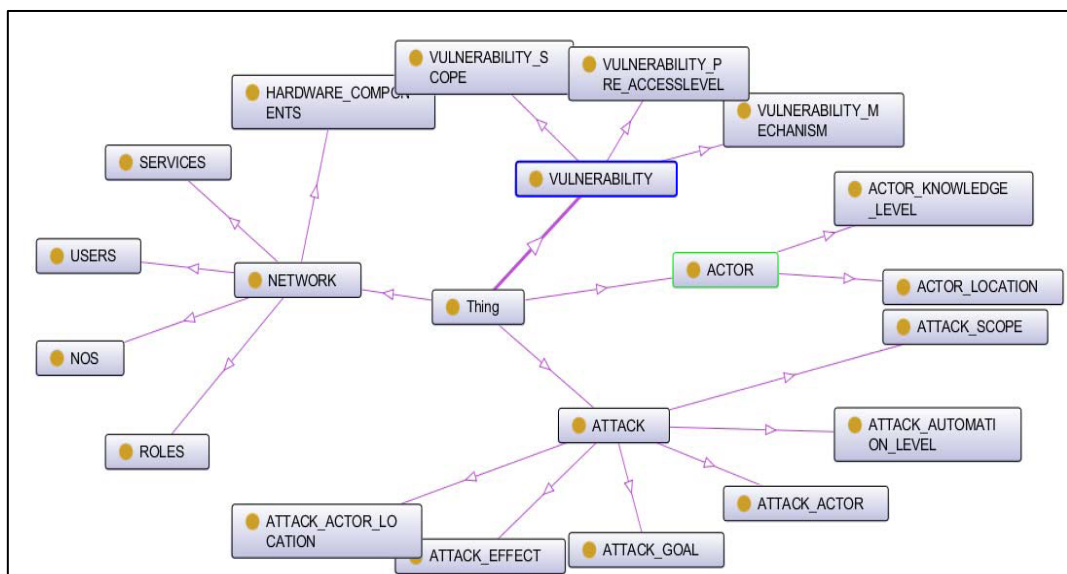 VULNERABILITY_S
COPE
VULNERABILITY_P
RE_ACCESSLEVEL
HARDWARE_COMPON
ENTS
VULNERABILITY_M
ECHANISM
SERVICES
VULNERABILITY
ACTOR_KNOWLEDGE
_LEVEL
USERS
NETWORK
ACTOR
ACTOR_LOCATION
Thing
ATTACK_SCOPE
NOS
ATTACK
ATTACK_AUTOMATI
ON_LEVEL
ROLES
ATTACK_ACTOR
ATTACK_ACTOR_LO
CATION
ATTACK_EFFECT
ATTACK_GOAL